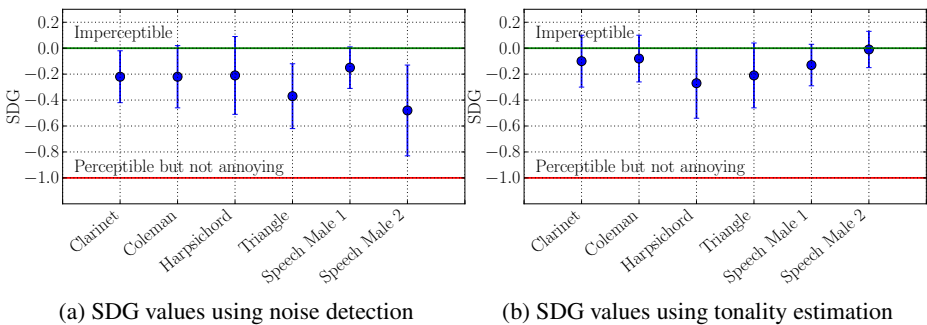 0.2
0.0
−0.2
−0.4
−0.6
−0.8
−1.0
SDG
Imperceptible
Perceptible but not annoying
Clarinet
Coleman
Harpsichord
Triangle
Speech Male 1
Speech Male 2
(a) SDG values using noise detection
0.2
0.0
−0.2
−0.4
−0.6
−0.8
−1.0
SDG
Imperceptible
Perceptible but not annoying
Clarinet
Coleman
Harpsichord
Triangle
Speech Male 1
Speech Male 2
(b) SDG values using tonality estimation